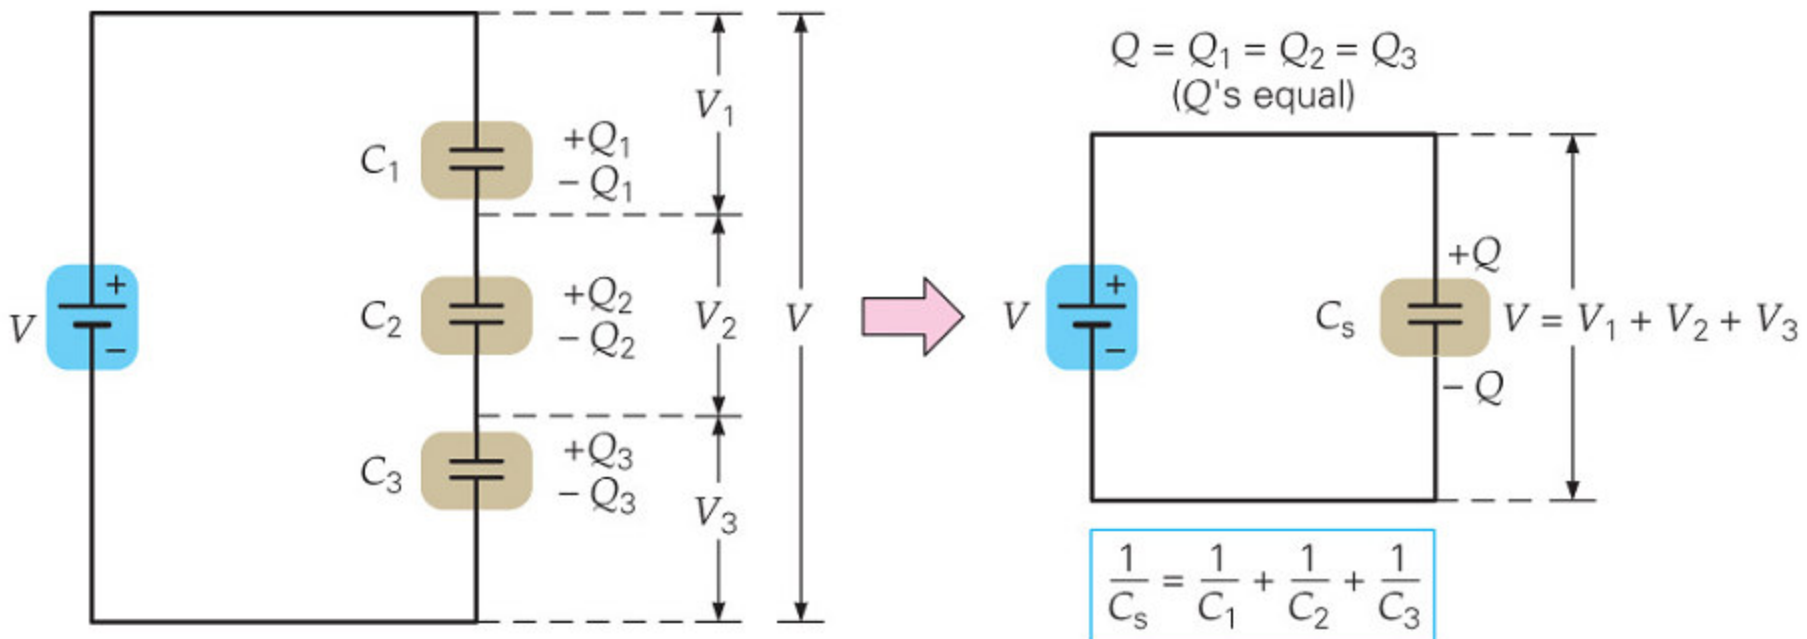 V
+
−
C₁
+Q₁
− Q₁
C₂
+Q₂
− Q₂
C₃
+Q₃
− Q₃
V₁
V₂
V₃
V
Q = Q₁ = Q₂ = Q₃
(Q's equal)
V
+
−
Cₛ
+Q
− Q
V = V₁ + V₂ + V₃
1/Cₛ = 1/C₁ + 1/C₂ + 1/C₃